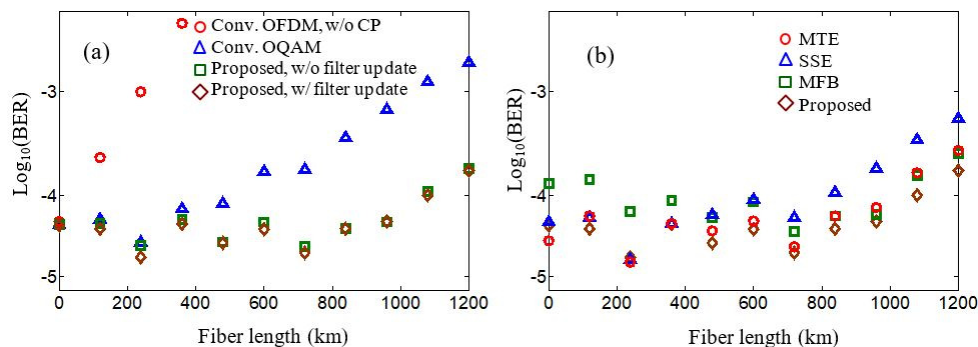 (a)
Conv. OFDM, w/o CP
Conv. OQAM
Proposed, w/o filter update
Proposed, w/ filter update
Log10(BER)
-3
-4
-5
0 200 400 600 800 1000 1200
Fiber length (km)
(b)
MTE
SSE
MFB
Proposed
Log10(BER)
-3
-4
-5
0 200 400 600 800 1000 1200
Fiber length (km)